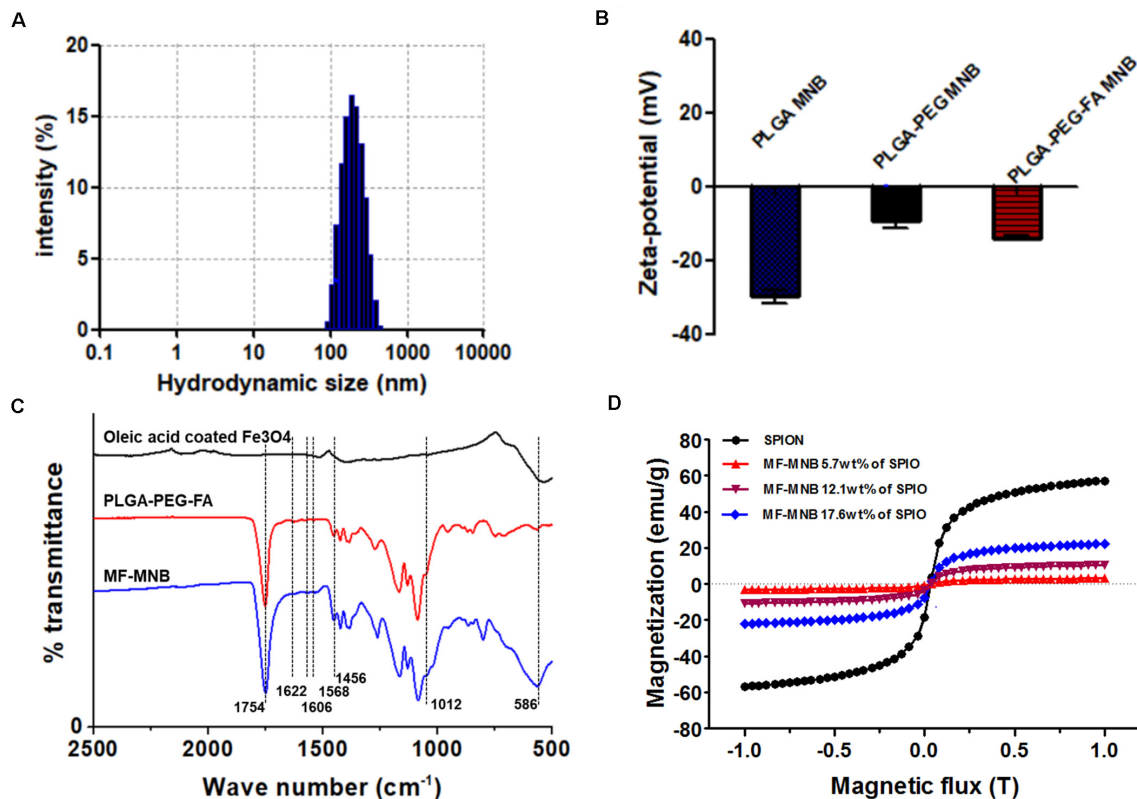 A
20
15
10
5
0
intensity (%)
0.1 1 10 100 1000 10000
Hydrodynamic size (nm)
B
40
20
0
-20
-40
Zeta-potential (mV)
PLGA MNB
PLGA-PEG MNB
PLGA-PEG-FA MNB
C
Oleic acid coated Fe3O4
PLGA-PEG-FA
MF-MNB
1754
1622
1606
1568
1456
1012
586
% transmittance
0
2500 2000 1500 1000 500
Wave number (cm⁻¹)
D
80
60
40
20
0
-20
-40
-60
-80
Magnetization (emu/g)
SPION
MF-MNB 5.7wt% of SPIO
MF-MNB 12.1wt% of SPIO
MF-MNB 17.6wt% of SPIO
-1.0 -0.5 0.0 0.5 1.0
Magnetic flux (T)